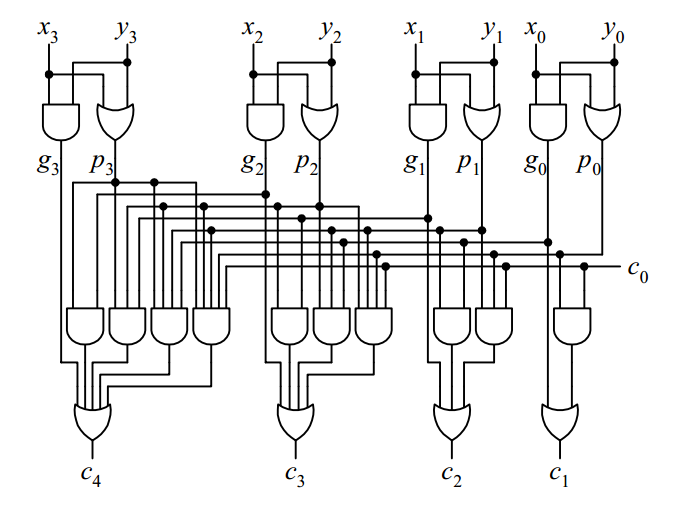 x₃ y₃ x₂ y₂ x₁ y₁ x₀ y₀
g₃ p₃ g₂ p₂ g₁ p₁ g₀ p₀
c₀
c₄ c₃ c₂ c₁